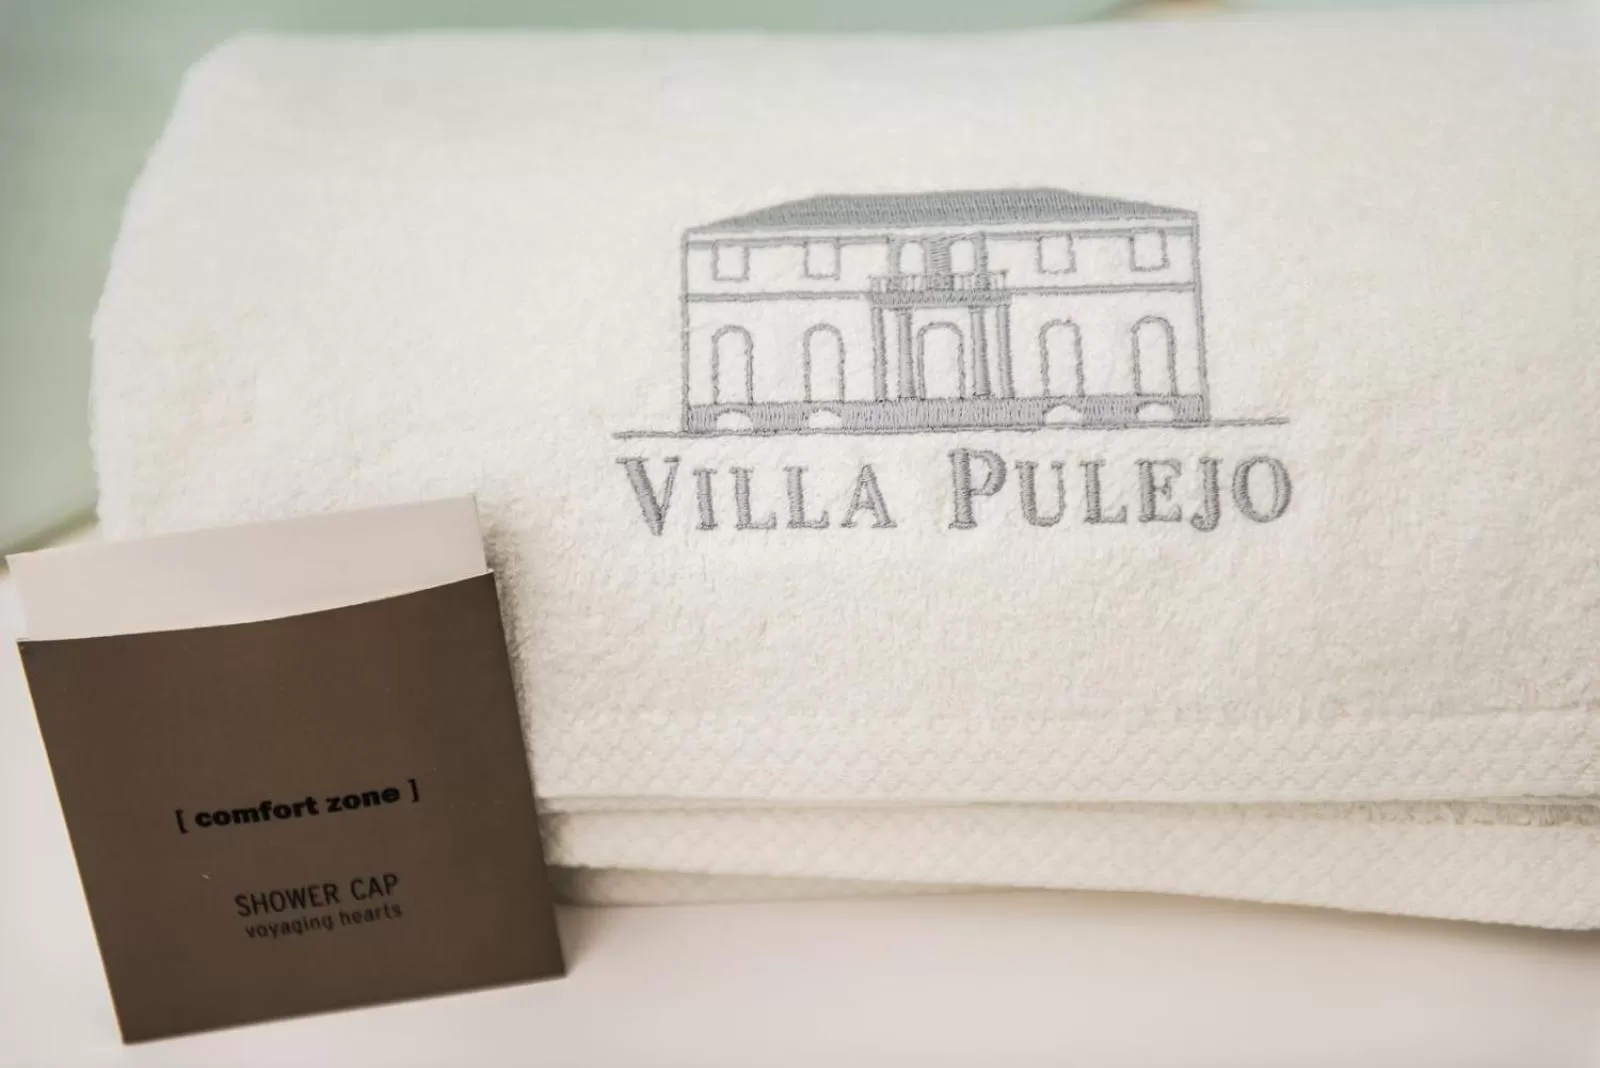 VILLA PULEJO
[ comfort zone ]
SHOWER CAP
voyaging hearts